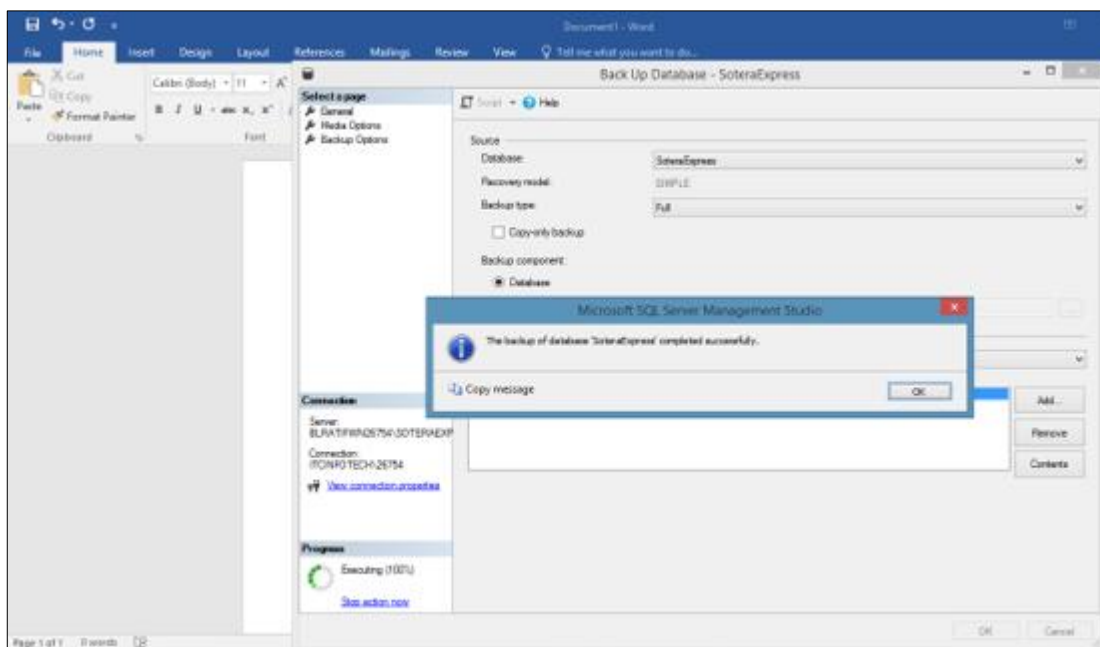 Document1 - Word
File Home Insert Design Layout References Mailings Review View Tell me what you want to do...
Cut
Copy
Paste
Format Painter
Clipboard
Calibri (Body) 11
B I U abc
Font
Back Up Database - SoteraExpress
Select a page
General
Media Options
Backup Options
Script Help
Source
Database: SoteraExpress
Recovery model: SIMPLE
Backup type: Full
Copy-only backup
Backup component:
Database
Microsoft SQL Server Management Studio
The backup of database 'SoteraExpress' completed successfully.
Copy message
OK
Add...
Remove
Contents
Connection
Server:
Connection:
ITCINFOTECH\26754
View connection properties
Progress
Executing (100%)
Stop action now
OK Cancel
Page 1 of 1 0 words